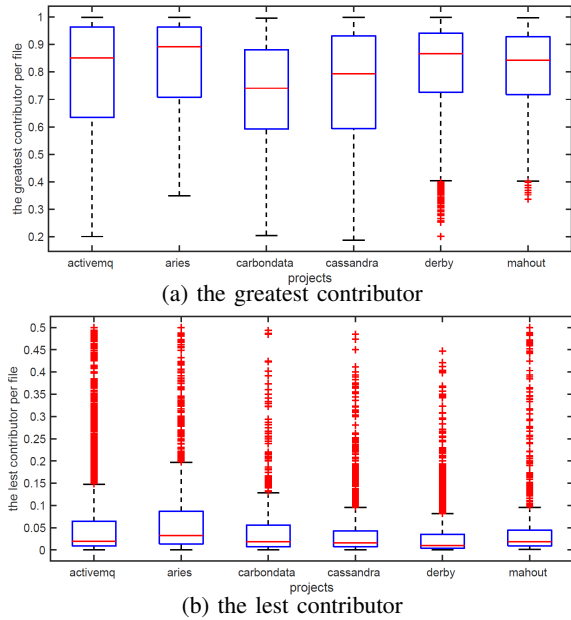 1
0.9
0.8
0.7
0.6
0.5
0.4
0.3
0.2
the greatest contributor per file
activemq aries carbondata cassandra derby mahout
projects
(a) the greatest contributor
0.5
0.45
0.4
0.35
0.3
0.25
0.2
0.15
0.1
0.05
0
the lest contributor per file
activemq aries carbondata cassandra derby mahout
projects
(b) the lest contributor